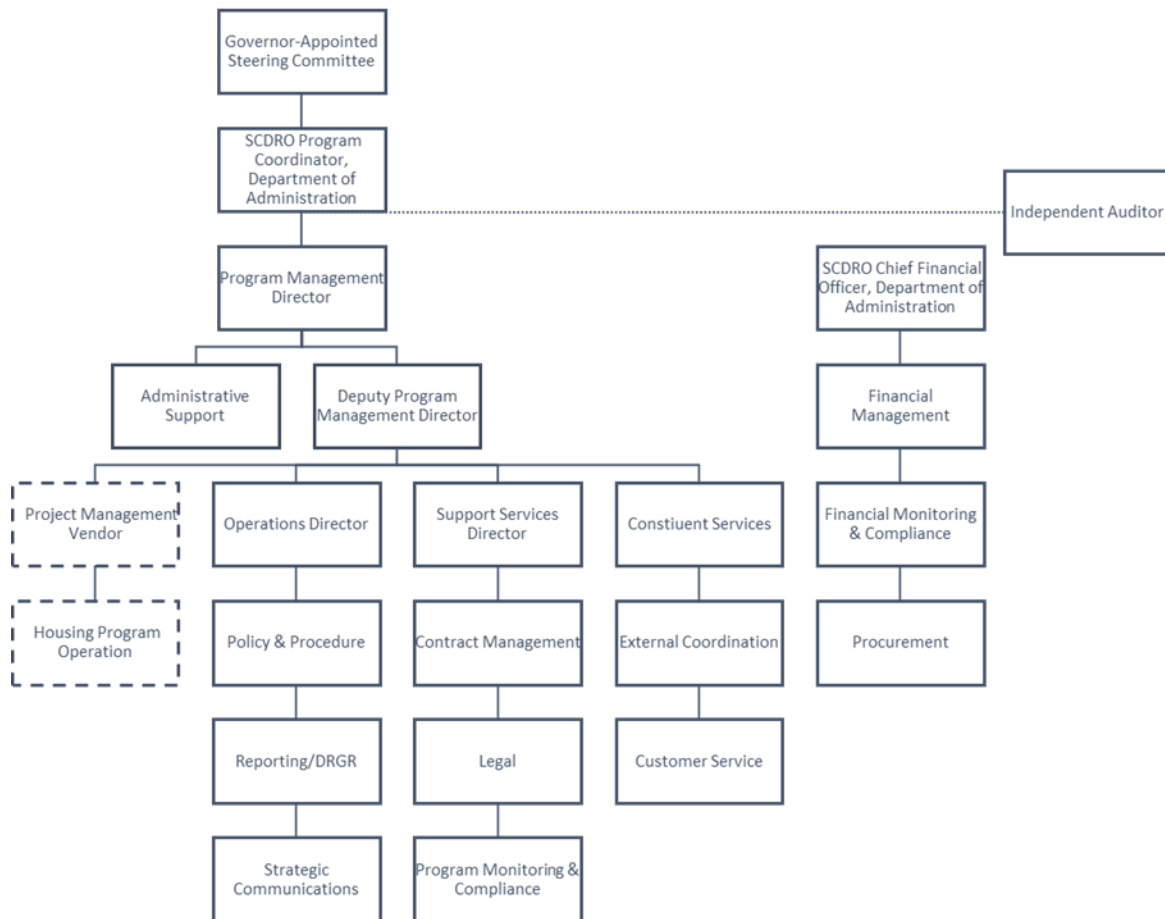 Governor-Appointed
Steering Committee
SCDRO Program
Coordinator,
Department of
Administration
Independent Auditor
Program Management
Director
SCDRO Chief Financial
Officer, Department of
Administration
Administrative
Support
Deputy Program
Management Director
Financial
Management
Project Management
Vendor
Operations Director
Support Services
Director
Constiuent Services
Financial Monitoring
& Compliance
Housing Program
Operation
Policy & Procedure
Contract Management
External Coordination
Procurement
Reporting/DRGR
Legal
Customer Service
Strategic
Communications
Program Monitoring &
Compliance